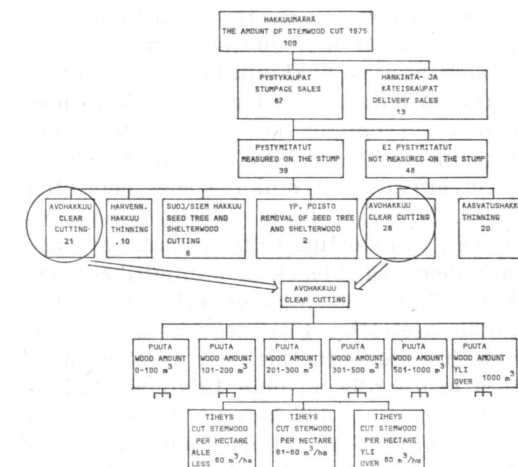 HAKKUUMÄÄRÄ
THE AMOUNT OF STEMWOOD CUT 1975
100
PYSTYKAUPAT
STUMPAGE SALES
87
HANKINTA- JA
KÄTEISKAUPAT
DELIVERY SALES
13
PYSTYMITATUT
MEASURED ON THE STUMP
39
EI PYSTYMITATUT
NOT MEASURED ON THE STUMP
48
AVOHAKKUU
CLEAR
CUTTING
21
HARVENN.
HAKKUU
THINNING
10
SUOJ/SIEM HAKKUU
SEED TREE AND
SHELTERWOOD
CUTTING
6
YP. POISTO
REMOVAL OF SEED TREE
AND SHELTERWOOD
2
AVOHAKKUU
CLEAR CUTTING
28
KASVATUSHAKK
THINNING
20
AVOHAKKUU
CLEAR CUTTING
PUUTA
WOOD AMOUNT
0-100 m³
PUUTA
WOOD AMOUNT
101-200 m³
PUUTA
WOOD AMOUNT
201-300 m³
PUUTA
WOOD AMOUNT
301-500 m³
PUUTA
WOOD AMOUNT
501-1000 m³
PUUTA
WOOD AMOUNT
YLI
OVER 1000 m³
TIHEYS
CUT STEMWOOD
PER HECTARE
ALLE
LESS 60 m³/ha
TIHEYS
CUT STEMWOOD
PER HECTARE
61-80 m³/ha
TIHEYS
CUT STEMWOOD
PER HECTARE
YLI
OVER 80 m³/ha